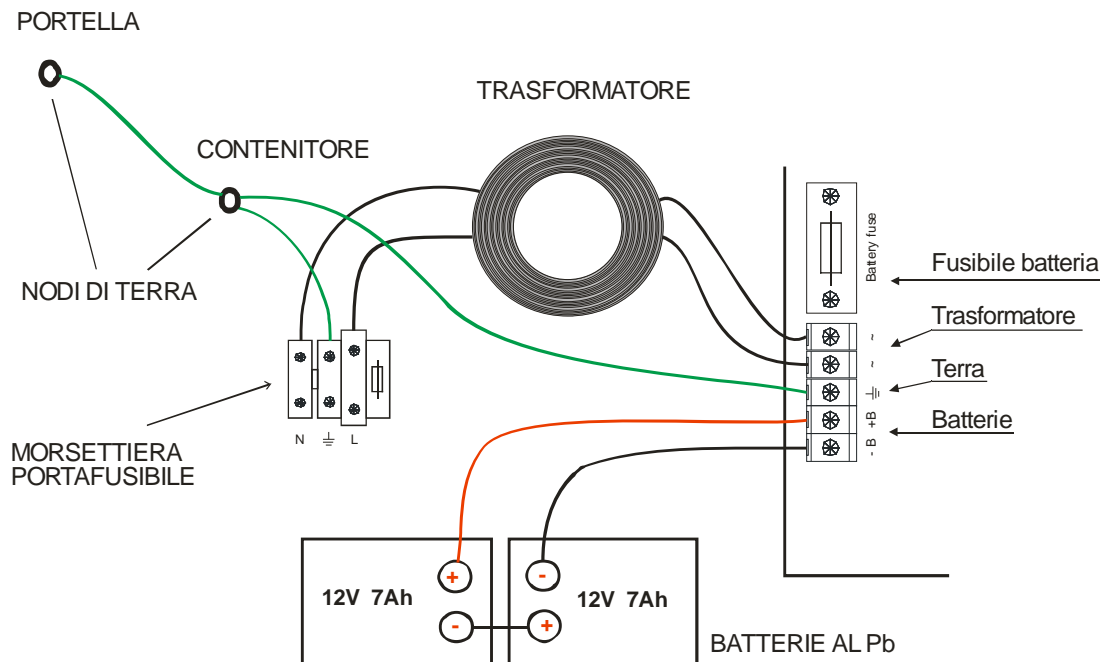 PORTELLA
TRASFORMATORE
CONTENITORE
NODI DI TERRA
Battery fuse
Fusibile batteria
~
Trasformatore
~
Terra
+B
Batterie
- B
N
L
MORSETTIERA
PORTAFUSIBILE
+
-
12V 7Ah
12V 7Ah
-
+
BATTERIE AL Pb